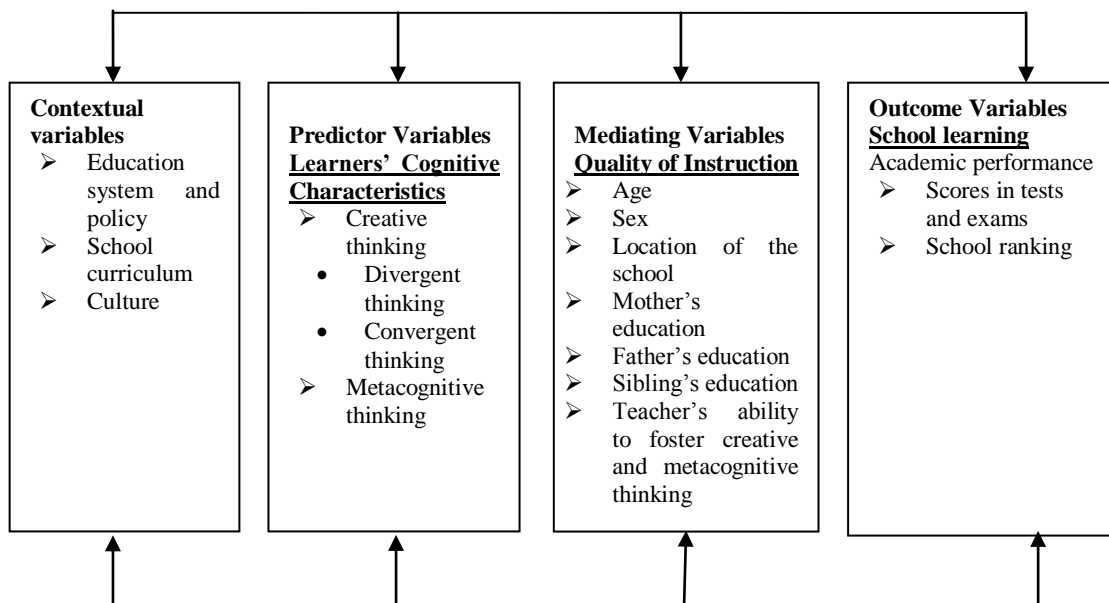 Contextual
variables
➢ Education
system and
policy
➢ School
curriculum
➢ Culture
Predictor Variables
Learners’ Cognitive
Characteristics
➢ Creative
thinking
• Divergent
thinking
• Convergent
thinking
➢ Metacognitive
thinking
Mediating Variables
Quality of Instruction
➢ Age
➢ Sex
➢ Location of the
school
➢ Mother’s
education
➢ Father’s education
➢ Sibling’s education
➢ Teacher’s ability
to foster creative
and metacognitive
thinking
Outcome Variables
School learning
Academic performance
➢ Scores in tests
and exams
➢ School ranking